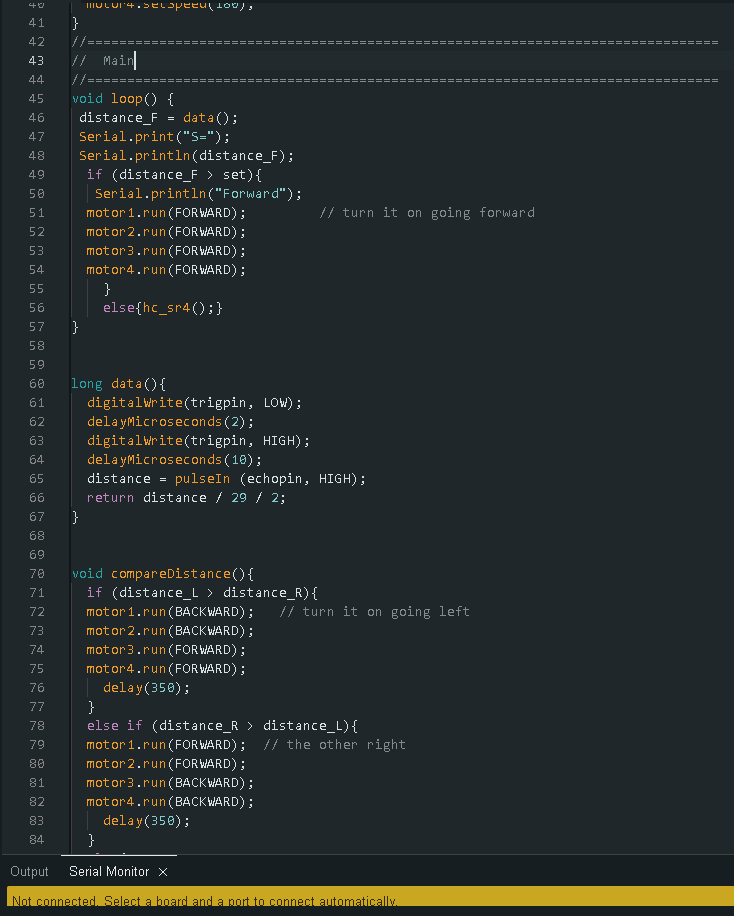 40 motor4.setSpeed(180);
41 }
42 //===============================================================================
43 //  Main
44 //===============================================================================
45 void loop() {
46  distance_F = data();
47  Serial.print("S=");
48  Serial.println(distance_F);
49   if (distance_F > set){
50    Serial.println("Forward");
51   motor1.run(FORWARD);         // turn it on going forward
52   motor2.run(FORWARD);
53   motor3.run(FORWARD);
54   motor4.run(FORWARD);
55     }
56     else{hc_sr4();}
57 }
58
59
60 long data(){
61   digitalWrite(trigpin, LOW);
62   delayMicroseconds(2);
63   digitalWrite(trigpin, HIGH);
64   delayMicroseconds(10);
65   distance = pulseIn (echopin, HIGH);
66   return distance / 29 / 2;
67 }
68
69
70 void compareDistance(){
71   if (distance_L > distance_R){
72   motor1.run(BACKWARD);   // turn it on going left
73   motor2.run(BACKWARD);
74   motor3.run(FORWARD);
75   motor4.run(FORWARD);
76     delay(350);
77   }
78   else if (distance_R > distance_L){
79   motor1.run(FORWARD);  // the other right
80   motor2.run(FORWARD);
81   motor3.run(BACKWARD);
82   motor4.run(BACKWARD);
83     delay(350);
84   }
Output Serial Monitor ×
Not connected. Select a board and a port to connect automatically.